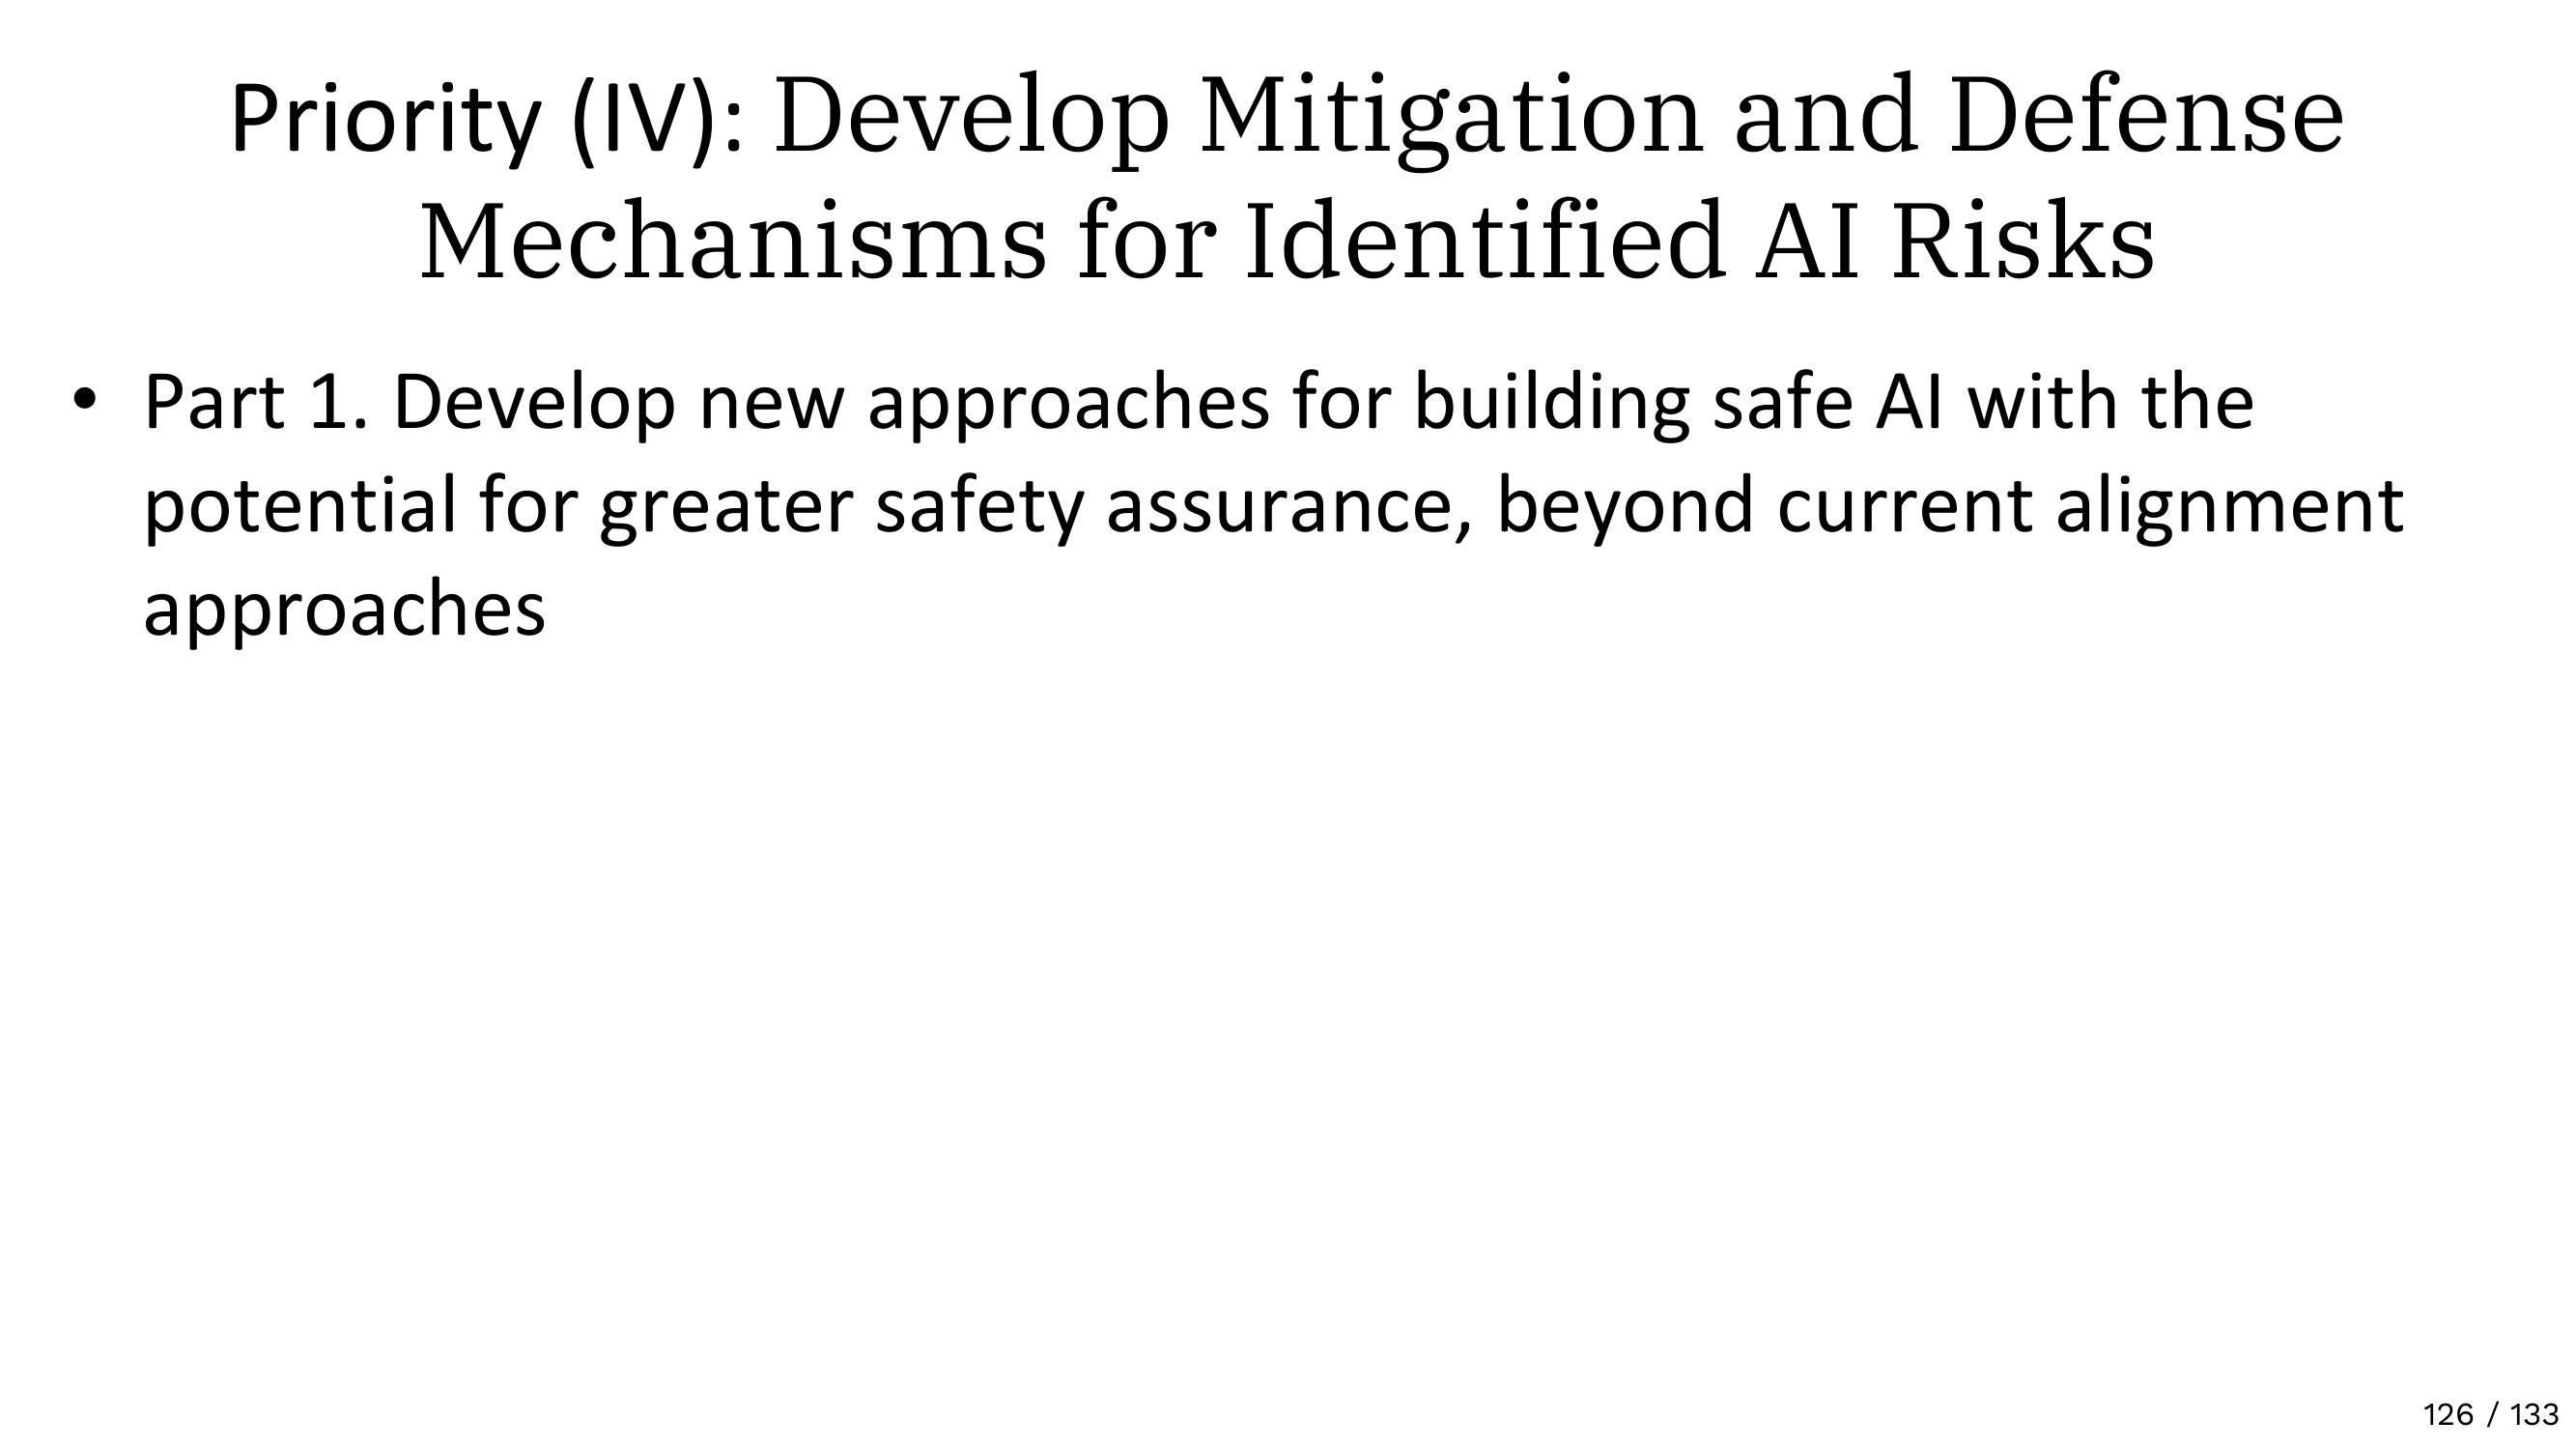 Priority (IV): Develop Mitigation and Defense
Mechanisms for Identified AI Risks
• Part 1. Develop new approaches for building safe AI with the
potential for greater safety assurance, beyond current alignment
approaches
126 / 133